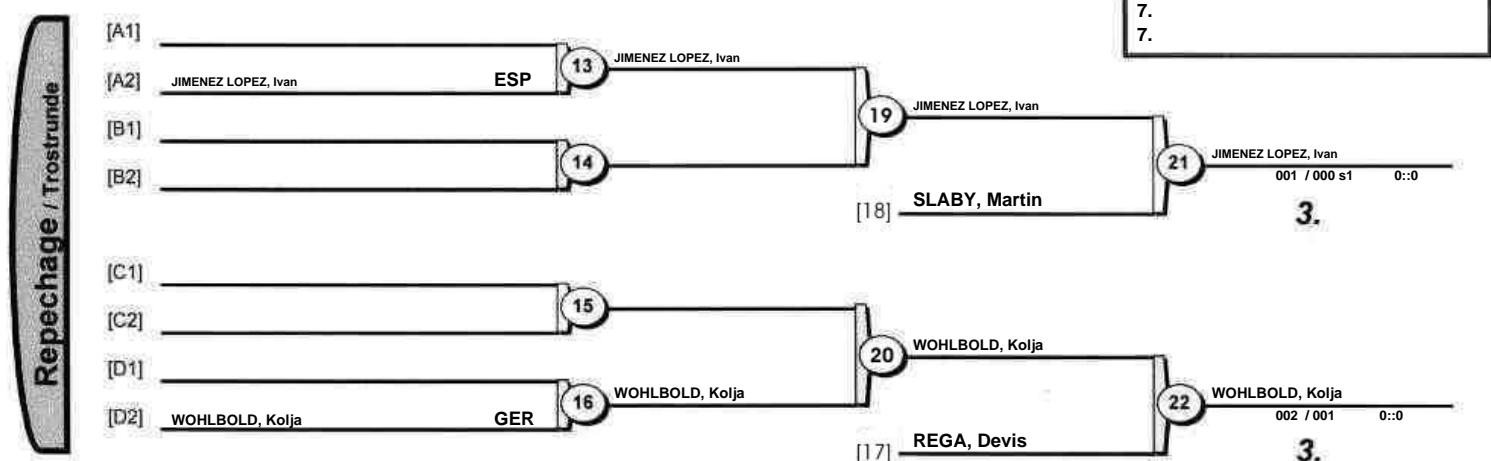 7.
7.
Repechage / Trostrunde
[A1]
[A2] JIMENEZ LOPEZ, Ivan ESP
13 JIMENEZ LOPEZ, Ivan
[B1]
[B2]
14
19 JIMENEZ LOPEZ, Ivan
[18] SLABY, Martin
21 JIMENEZ LOPEZ, Ivan
001 / 000 s1 0::0
3.
[C1]
[C2]
15
[D1]
[D2] WOHLBOLD, Kolja GER
16 WOHLBOLD, Kolja
20 WOHLBOLD, Kolja
[17] REGA, Devis
22 WOHLBOLD, Kolja
002 / 001 0::0
3.